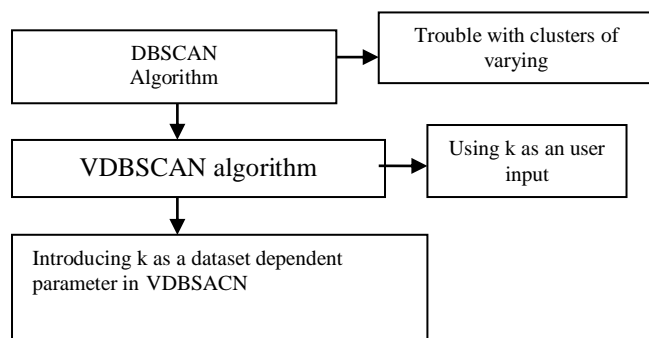 DBSCAN
Algorithm
Trouble with clusters of
varying
VDBSCAN algorithm
Using k as an user
input
Introducing k as a dataset dependent
parameter in VDBSACN